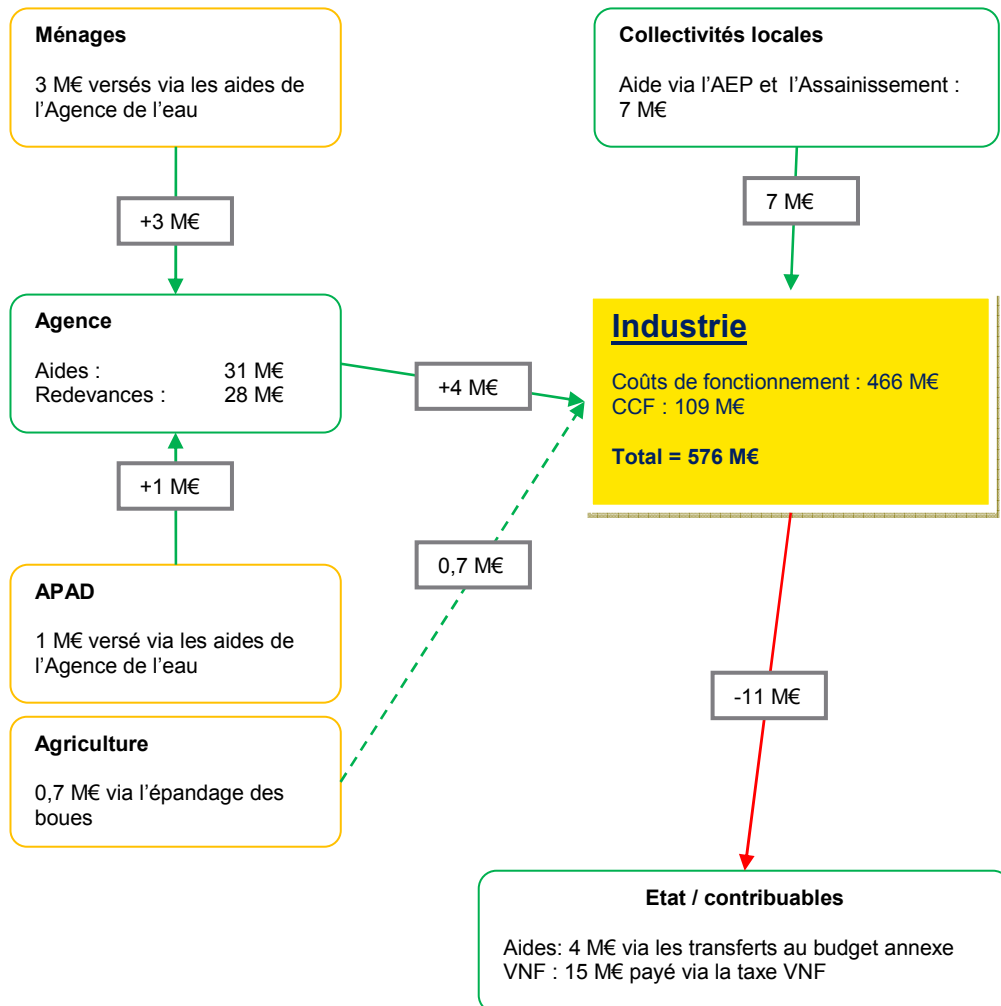 Ménages
3 M€ versés via les aides de
l'Agence de l'eau
Collectivités locales
Aide via l'AEP et l'Assainissement :
7 M€
+3 M€
7 M€
Agence
Aides : 31 M€
Redevances : 28 M€
+4 M€
Industrie
Coûts de fonctionnement : 466 M€
CCF : 109 M€
Total = 576 M€
+1 M€
0,7 M€
APAD
1 M€ versé via les aides de
l'Agence de l'eau
-11 M€
Agriculture
0,7 M€ via l'épandage des
boues
Etat / contribuables
Aides: 4 M€ via les transferts au budget annexe
VNF : 15 M€ payé via la taxe VNF